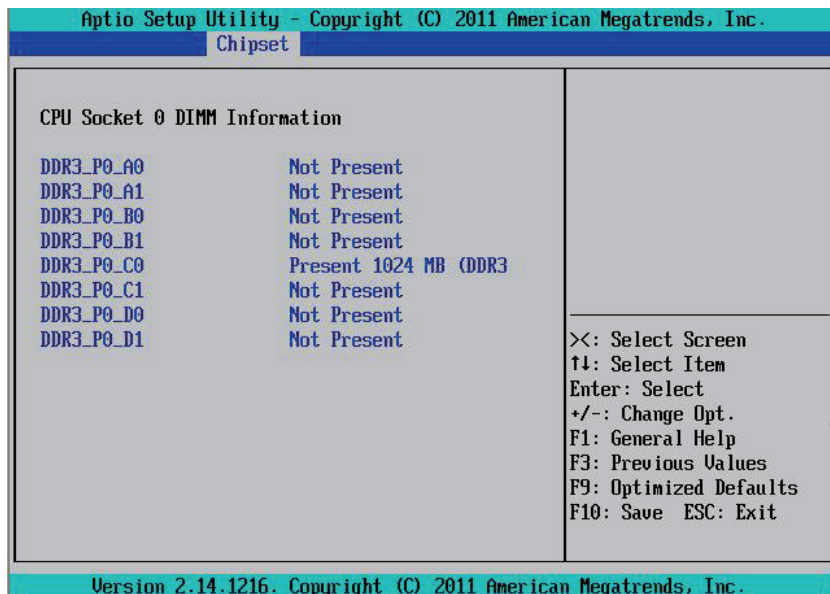 Aptio Setup Utility - Copyright (C) 2011 American Megatrends, Inc.
Chipset
CPU Socket 0 DIMM Information
DDR3_P0_A0 Not Present
DDR3_P0_A1 Not Present
DDR3_P0_B0 Not Present
DDR3_P0_B1 Not Present
DDR3_P0_C0 Present 1024 MB (DDR3
DDR3_P0_C1 Not Present
DDR3_P0_D0 Not Present
DDR3_P0_D1 Not Present
><: Select Screen
↑↓: Select Item
Enter: Select
+/-: Change Opt.
F1: General Help
F3: Previous Values
F9: Optimized Defaults
F10: Save ESC: Exit
Version 2.14.1216. Copyright (C) 2011 American Megatrends, Inc.